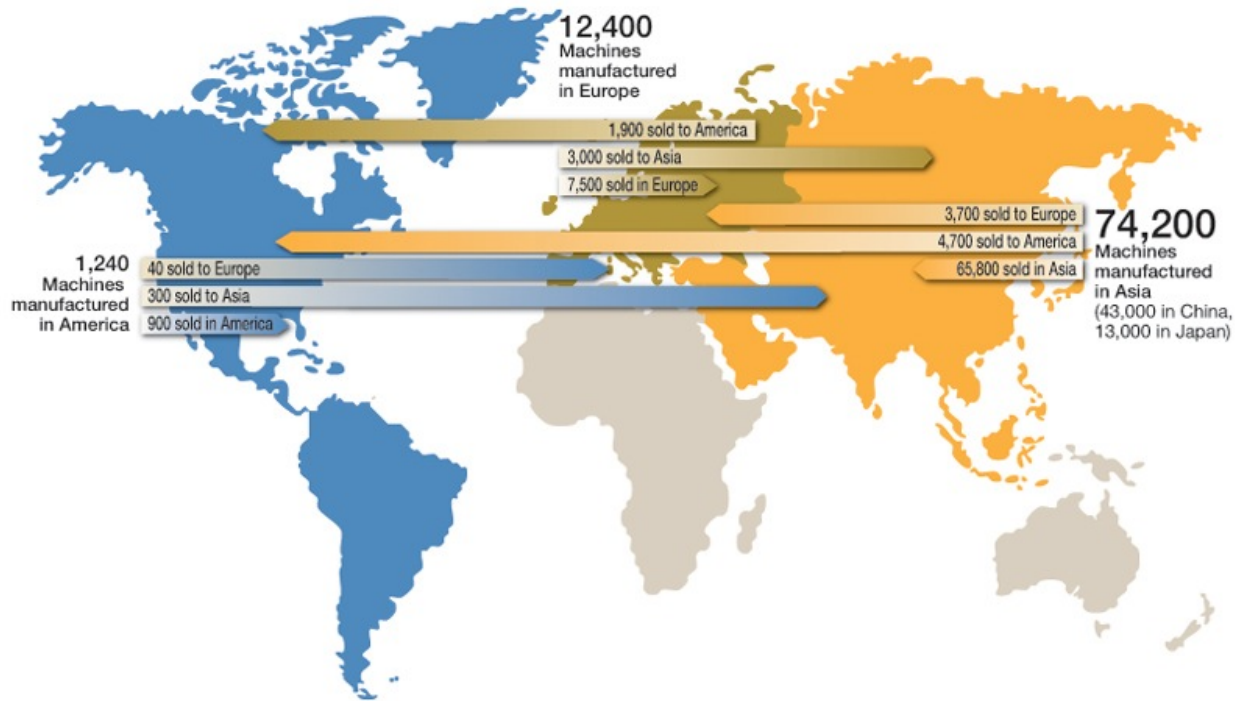 12,400
Machines
manufactured
in Europe
1,900 sold to America
3,000 sold to Asia
7,500 sold in Europe
3,700 sold to Europe
4,700 sold to America
65,800 sold in Asia
74,200
Machines
manufactured
in Asia
(43,000 in China,
13,000 in Japan)
1,240
Machines
manufactured
in America
40 sold to Europe
300 sold to Asia
900 sold in America